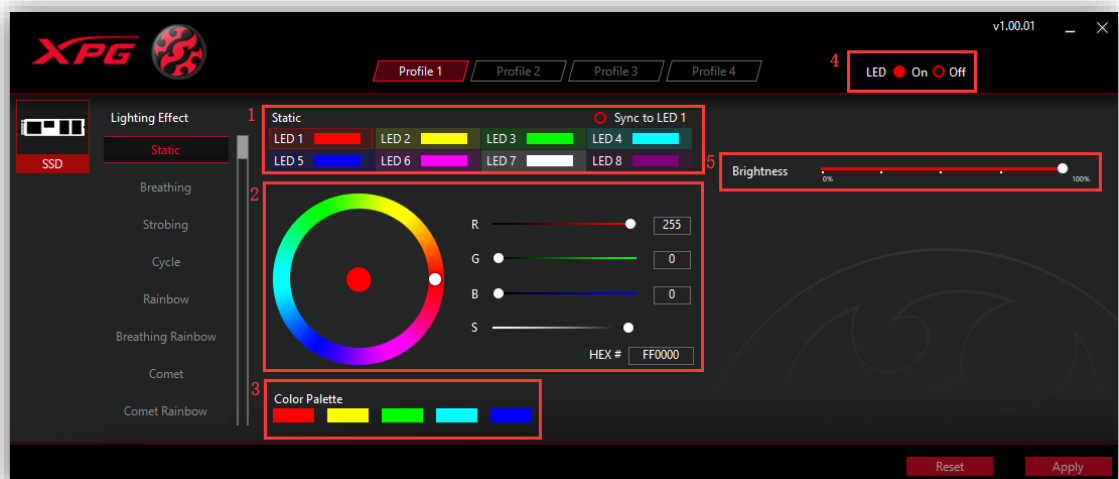 v1.00.01
XPG
Profile 1
Profile 2
Profile 3
Profile 4
4
LED On Off
SSD
Lighting Effect
Static
Breathing
Strobing
Cycle
Rainbow
Breathing Rainbow
Comet
Comet Rainbow
1
Static
Sync to LED 1
LED 1 LED 2 LED 3 LED 4
LED 5 LED 6 LED 7 LED 8
2
R 255
G 0
B 0
S
HEX # FF0000
3
Color Palette
5
Brightness
0% 100%
Reset
Apply